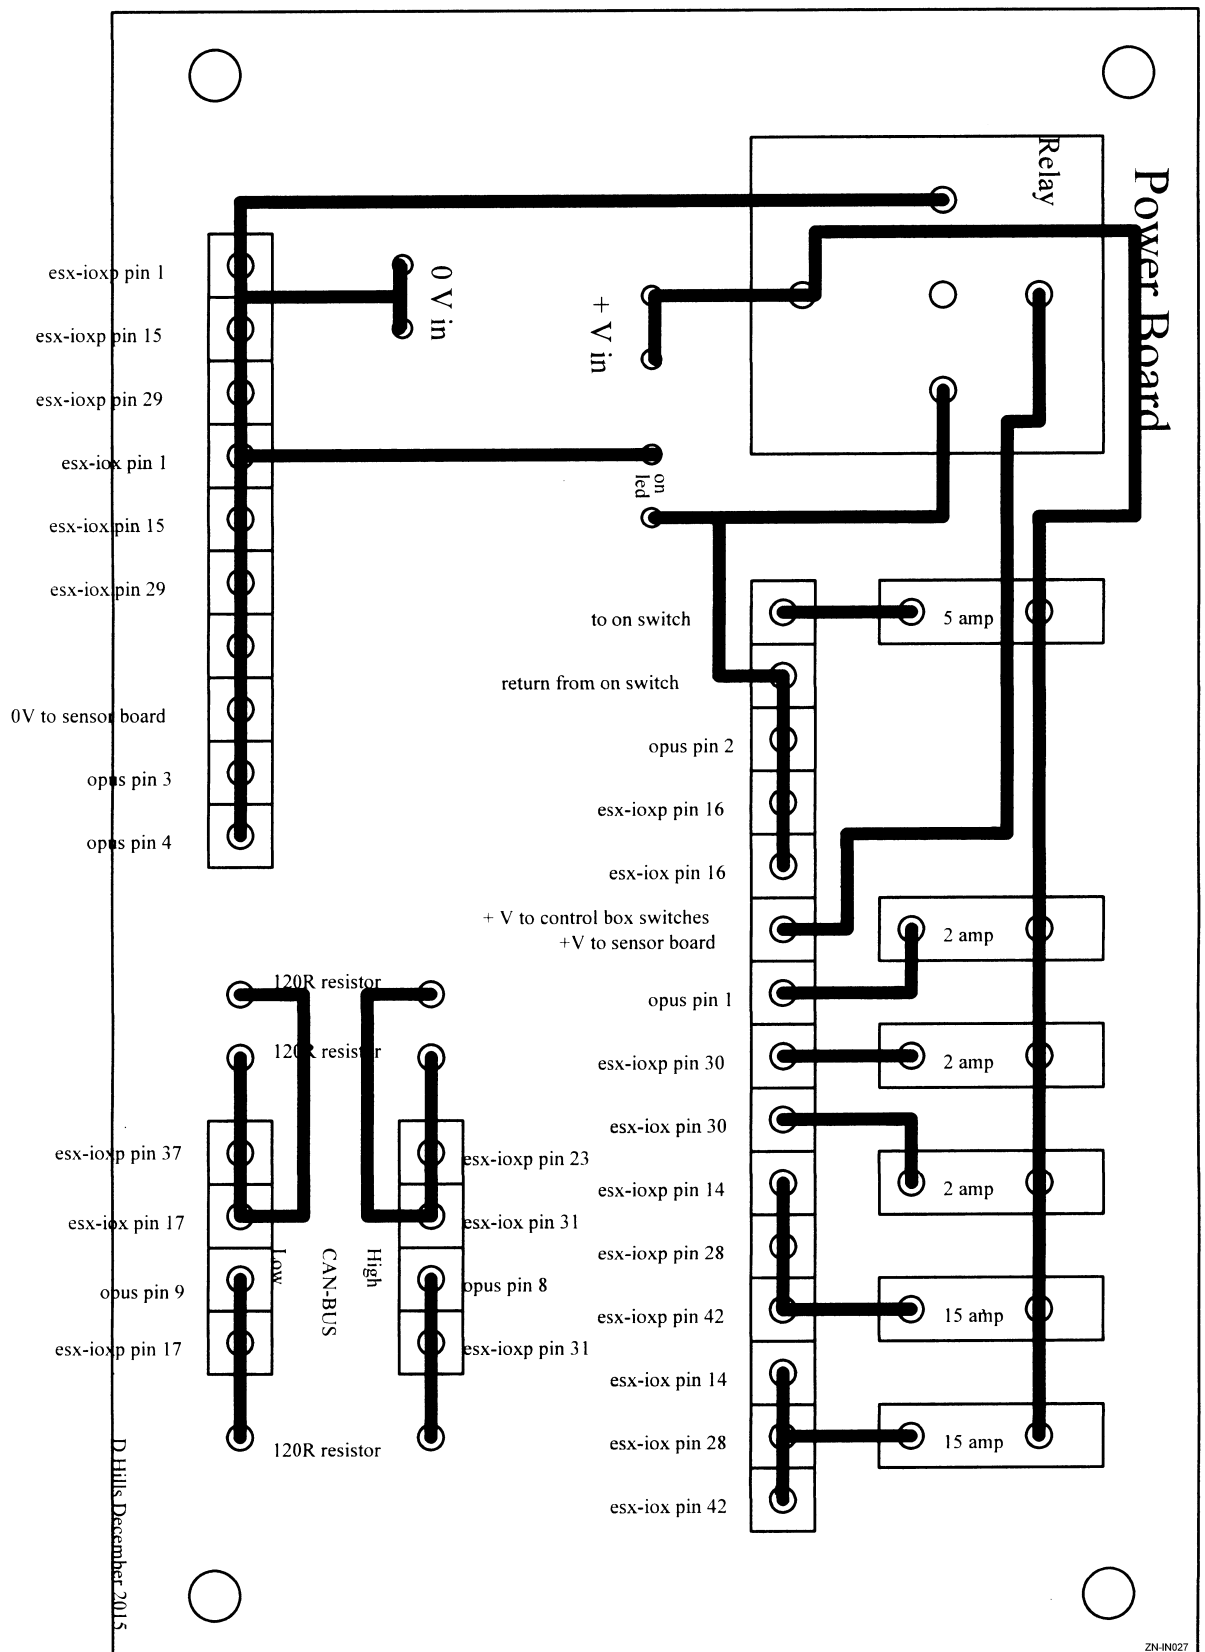 Power Board
Relay
0 V in
+ V in
on
led
esx-ioxp pin 1
esx-ioxp pin 15
esx-ioxp pin 29
esx-iox pin 1
esx-iox pin 15
esx-iox pin 29
0V to sensor board
opus pin 3
opus pin 4
to on switch
5 amp
return from on switch
opus pin 2
esx-ioxp pin 16
esx-iox pin 16
+ V to control box switches
+V to sensor board
2 amp
opus pin 1
esx-ioxp pin 30
2 amp
esx-iox pin 30
esx-ioxp pin 14
2 amp
esx-ioxp pin 28
esx-ioxp pin 42
15 amp
esx-iox pin 14
esx-iox pin 28
15 amp
esx-iox pin 42
120R resistor
120R resistor
esx-ioxp pin 37
esx-ioxp pin 23
esx-iox pin 17
esx-iox pin 31
Low
CAN-BUS
High
opus pin 9
opus pin 8
esx-ioxp pin 17
esx-ioxp pin 31
120R resistor
D Hills December 2015
ZN-IN027